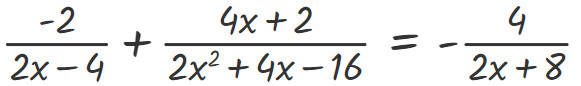 -2/(2x – 4) + (4x + 2)/(2x² + 4x – 16) = - 4/(2x + 8)